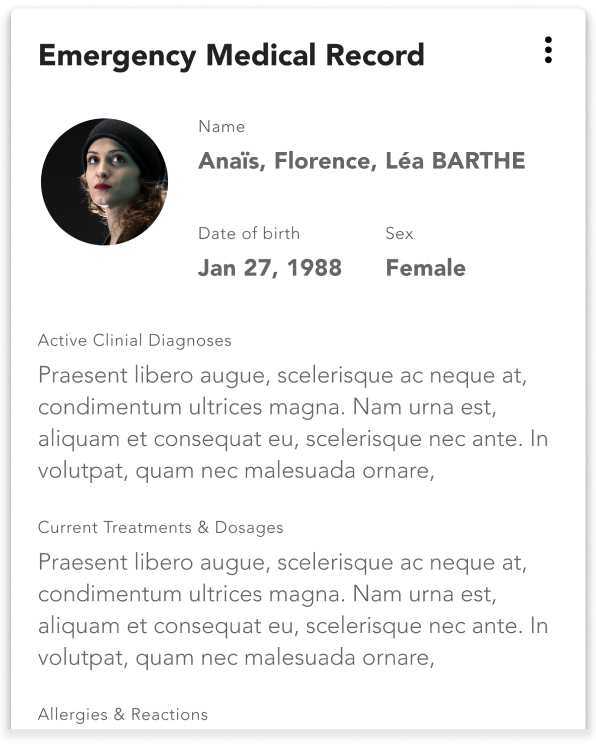 Emergency Medical Record
Name
Anaïs, Florence, Léa BARTHE
Date of birth
Sex
Jan 27, 1988
Female
Active Clinial Diagnoses
Praesent libero augue, scelerisque ac neque at,
condimentum ultrices magna. Nam urna est,
aliquam et consequat eu, scelerisque nec ante. In
volutpat, quam nec malesuada ornare,
Current Treatments & Dosages
Praesent libero augue, scelerisque ac neque at,
condimentum ultrices magna. Nam urna est,
aliquam et consequat eu, scelerisque nec ante. In
volutpat, quam nec malesuada ornare,
Allergies & Reactions